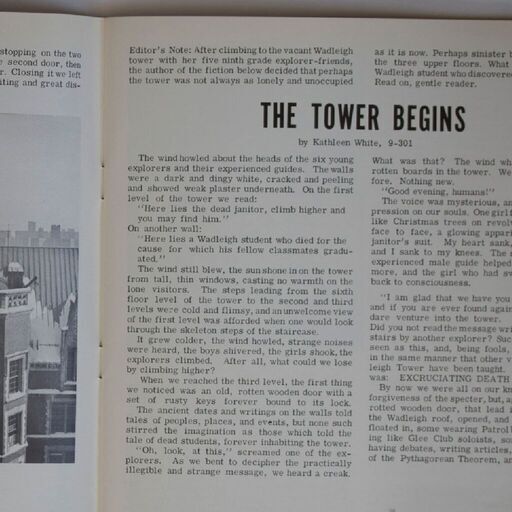 stopping on the two
e second door, then
r. Closing it we left
iting and great dis-
Editor's Note: After climbing to the vacant Wadleigh
tower with her five ninth grade explorer-friends,
the author of the fiction below decided that perhaps
the tower was not always as lonely and unoccupied
as it is now. Perhaps sinister b
the three upper floors. What
Wadleigh student who discovered
Read on, gentle reader.
THE TOWER BEGINS
by Kathleen White, 9-301
The wind howled about the heads of the six young
explorers and their experienced guides. The walls
were a dark and dingy white, cracked and peeling
and showed weak plaster underneath. On the first
level of the tower we read:
"Here lies the dead janitor, climb higher and
you may find him."
On another wall:
"Here lies a Wadleigh student who died for the
cause for which his fellow classmates gradu-
ated."
The wind still blew, the sun shone in on the tower
from tall, thin windows, casting no warmth on the
lone visitors. The steps leading from the sixth
floor level of the tower to the second and third
levels were cold and flimsy, and an unwelcome view
of the first level was afforded when one would look
through the skeleton steps of the staircase.
It grew colder, the wind howled, strange noises
were heard, the boys shivered, the girls shook, the
explorers climbed. After all, what could we lose
by climbing higher?
When we reached the third level, the first thing
we noticed was an old, rotten wooden door with a
set of rusty keys forever bound to its lock.
The ancient dates and writings on the walls told
tales of peoples, places, and events, but none such
stirred the imagination as those which told the
tale of dead students, forever inhabiting the tower.
"Oh, look, at this," screamed one of the ex-
plorers. As we bent to decipher the practically
illegible and strange message, we heard a creak.
What was that? The wind wh
rotten boards in the tower. We
fore. Nothing new.
"Good evening, humans!"
The voice was mysterious, an
pression on our souls. One girl f
like Christmas trees on revolv
face to face, a glowing appari
janitor's suit. My heart sank,
and I sank to my knees. The
experienced male guide helped
more, and the girl who had sw
back to consciousness.
"I am glad that we have you
and if you are ever found again
dare venture into the tower.
Did you not read the message wri
stairs by another explorer? Suc
seen as this, and, being fools,
in the same manner that other v
leigh Tower have been taught.
was: EXCRUCIATING DEATH
By now we were all on our kn
forgiveness of the specter, but, a
rotted wooden door, that lead i
the Wadleigh roof, opened, and
floated in, some wearing Patrol
ing like Glee Club soloists, som
having debates, writing articles,
of the Pythagorean Theorem, an